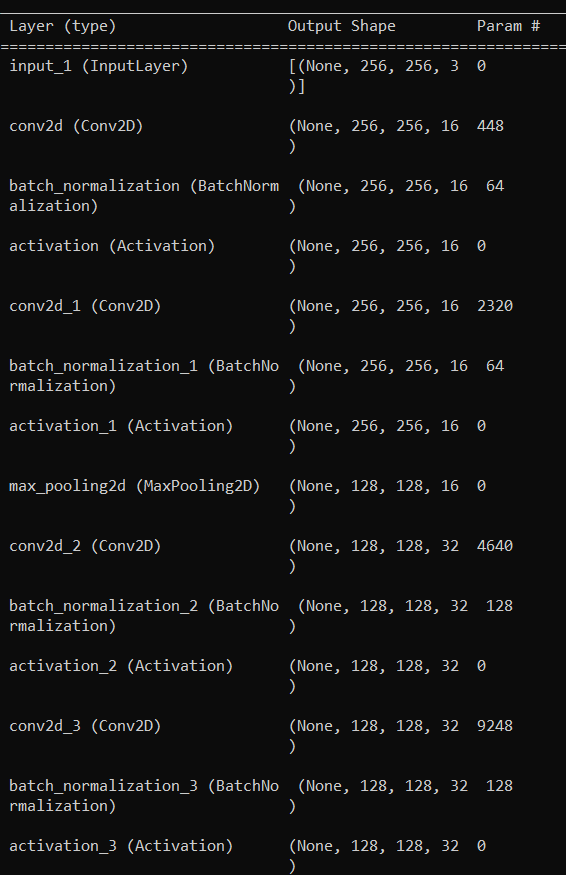 Layer (type) Output Shape Param #
=================================================================
input_1 (InputLayer) [(None, 256, 256, 3 0
)]
conv2d (Conv2D) (None, 256, 256, 16 448
)
batch_normalization (BatchNorm (None, 256, 256, 16 64
alization) )
activation (Activation) (None, 256, 256, 16 0
)
conv2d_1 (Conv2D) (None, 256, 256, 16 2320
)
batch_normalization_1 (BatchNo (None, 256, 256, 16 64
rmalization) )
activation_1 (Activation) (None, 256, 256, 16 0
)
max_pooling2d (MaxPooling2D) (None, 128, 128, 16 0
)
conv2d_2 (Conv2D) (None, 128, 128, 32 4640
)
batch_normalization_2 (BatchNo (None, 128, 128, 32 128
rmalization) )
activation_2 (Activation) (None, 128, 128, 32 0
)
conv2d_3 (Conv2D) (None, 128, 128, 32 9248
)
batch_normalization_3 (BatchNo (None, 128, 128, 32 128
rmalization) )
activation_3 (Activation) (None, 128, 128, 32 0
)